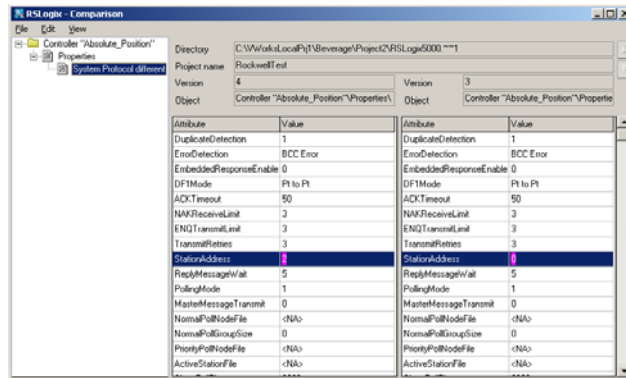 RSLogix - Comparison
File Edit View
Controller "Absolute_Position"
Properties
System Protocol different
Directory C:\VWorksLocalPrj1\Beverage\Project2\RSLogix5000.~~1
Project name RockwellTest
Version 4 Version 3
Object Controller "Absolute_Position"\Properties\ Object Controller "Absolute_Position"\Propertie
Attribute Value Attribute Value
DuplicateDetection 1 DuplicateDetection 1
ErrorDetection BCC Error ErrorDetection BCC Error
EmbeddedResponseEnable 0 EmbeddedResponseEnable 0
DF1Mode Pt to Pt DF1Mode Pt to Pt
ACKTimeout 50 ACKTimeout 50
NAKReceiveLimit 3 NAKReceiveLimit 3
ENQTransmitLimit 3 ENQTransmitLimit 3
TransmitRetries 3 TransmitRetries 3
StationAddress 2 StationAddress 0
ReplyMessageWait 5 ReplyMessageWait 5
PollingMode 1 PollingMode 1
MasterMessageTransmit 0 MasterMessageTransmit 0
NormalPollNodeFile <NA> NormalPollNodeFile <NA>
NormalPollGroupSize 0 NormalPollGroupSize 0
PriorityPollNodeFile <NA> PriorityPollNodeFile <NA>
ActiveStationFile <NA> ActiveStationFile <NA>